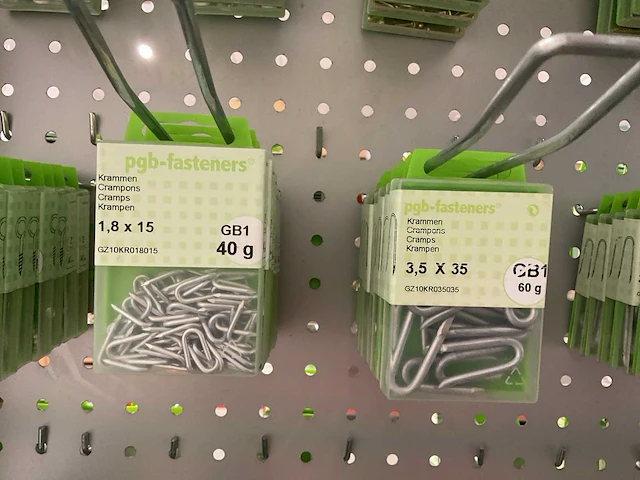 pgb-fasteners
Krammen
Crampons
Cramps
Krampen
1,8 x 15
GB1
40 g
GZ10KR018015
pgb-fasteners
Krammen
Crampons
Cramps
Krampen
3,5 X 35
GB1
60 g
GZ10KR035035